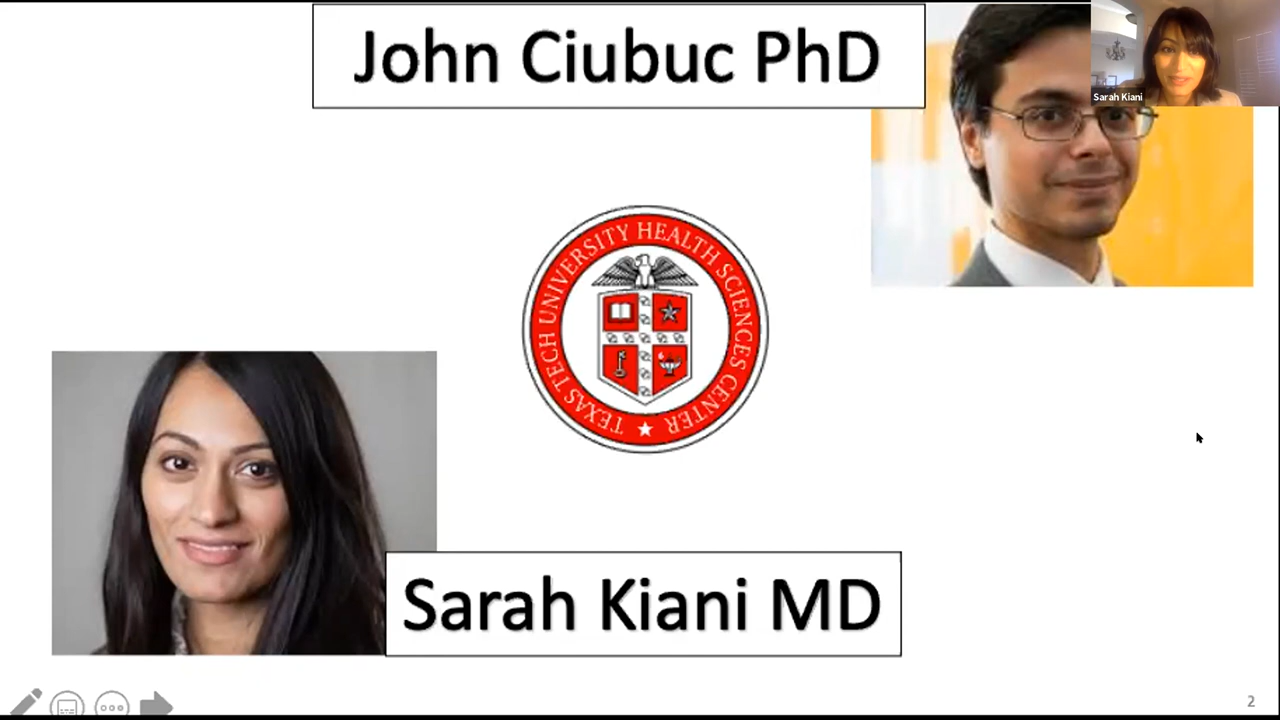 John Ciubuc PhD
Sarah Kiani
TEXAS TECH UNIVERSITY HEALTH SCIENCES CENTER
Sarah Kiani MD
2